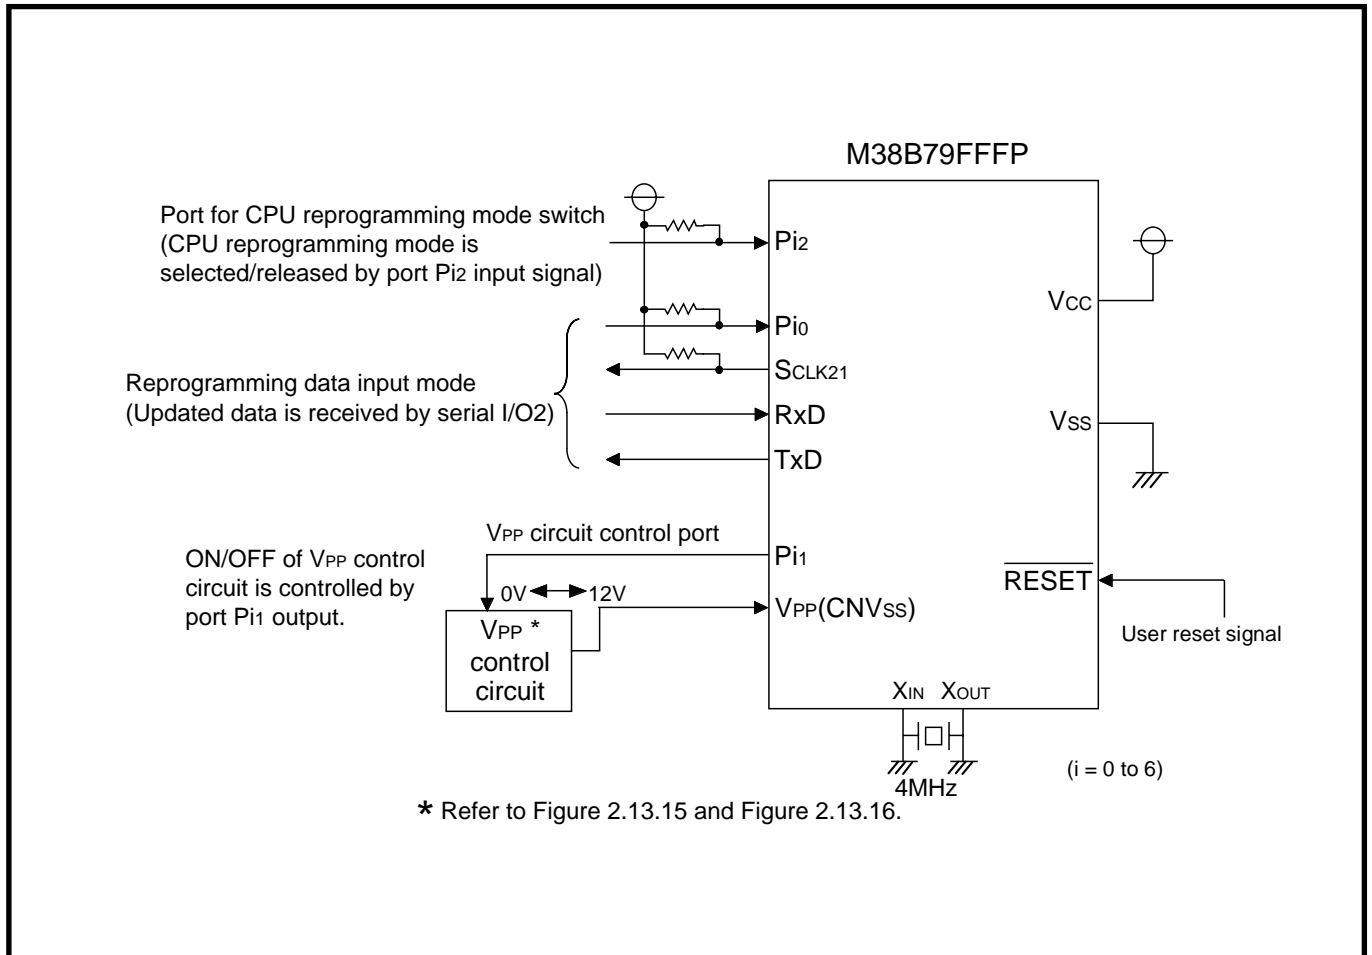 M38B79FFFP
Port for CPU reprogramming mode switch
(CPU reprogramming mode is
selected/released by port Pi2 input signal)
Pi2
VCC
Pi0
SCLK21
Reprogramming data input mode
(Updated data is received by serial I/O2)
RxD
VSS
TxD
VPP circuit control port
Pi1
ON/OFF of VPP control
circuit is controlled by
port Pi1 output.
0V
12V
RESET
VPP(CNVSS)
VPP *
control
circuit
User reset signal
XIN XOUT
(i = 0 to 6)
4MHz
* Refer to Figure 2.13.15 and Figure 2.13.16.